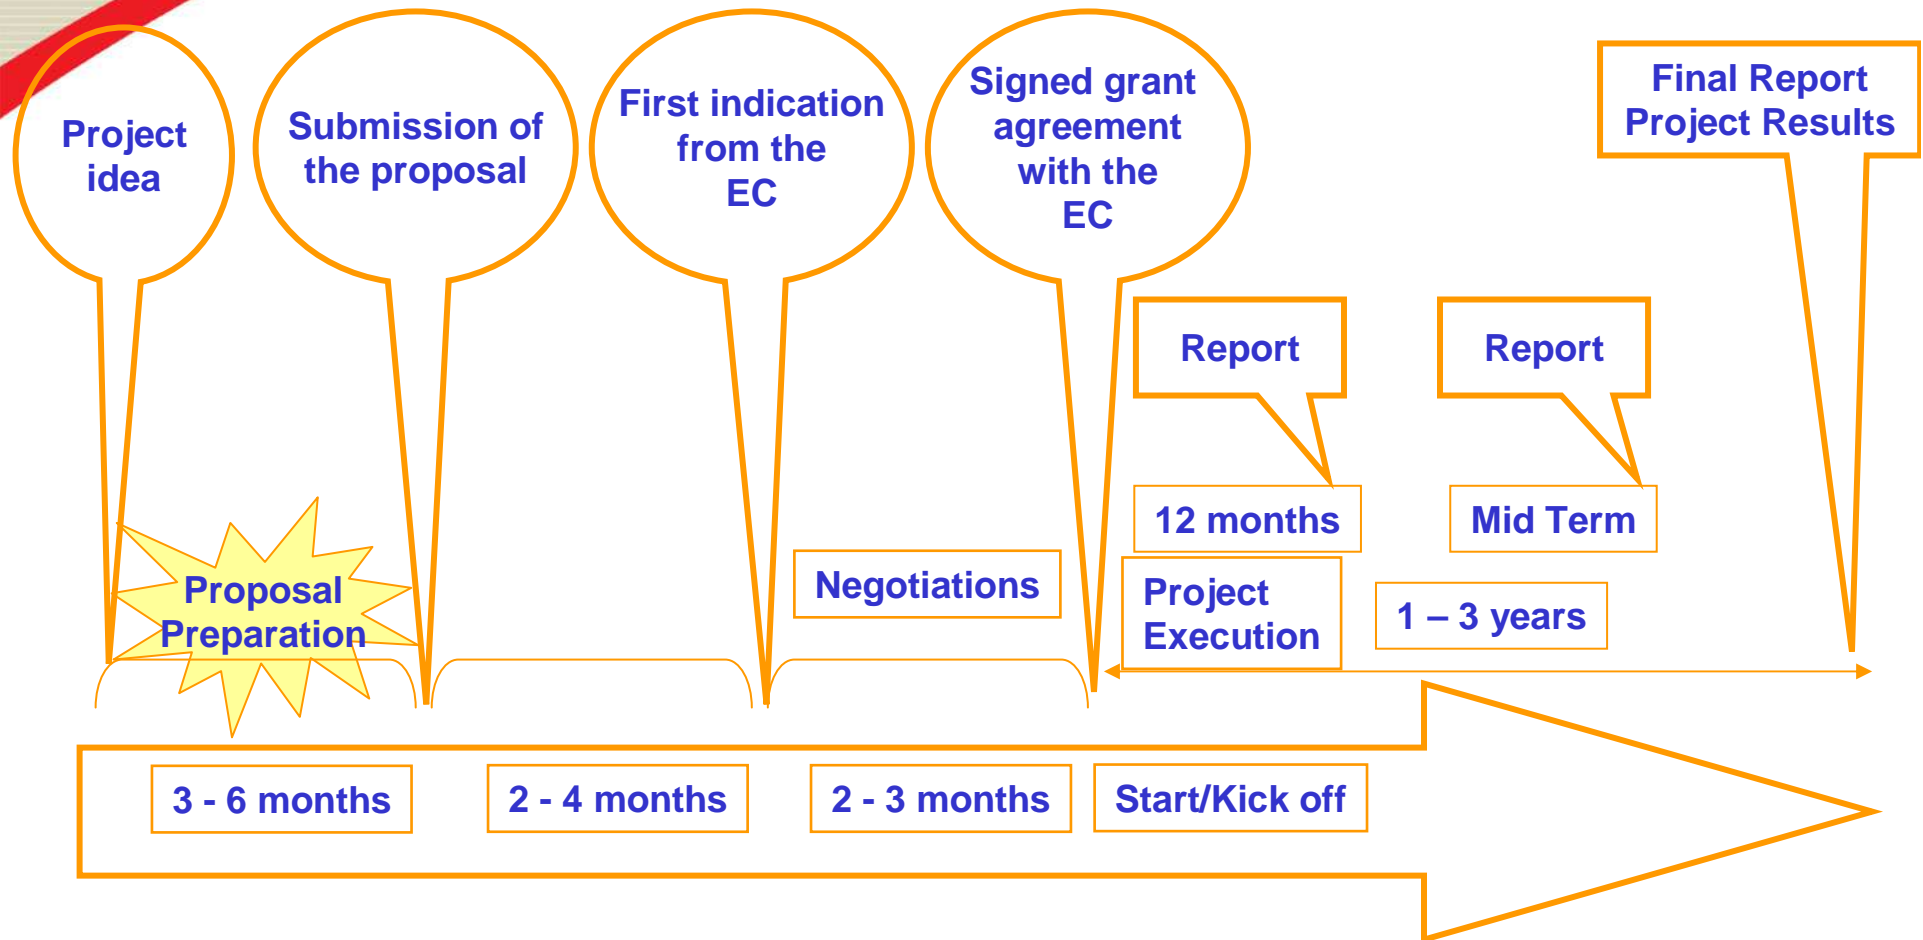 Project
idea
Submission of
the proposal
First indication
from the
EC
Signed grant
agreement
with the
EC
Final Report
Project Results
Report
Report
12 months
Mid Term
Proposal
Preparation
Negotiations
Project
Execution
1 – 3 years
3 - 6 months
2 - 4 months
2 - 3 months
Start/Kick off